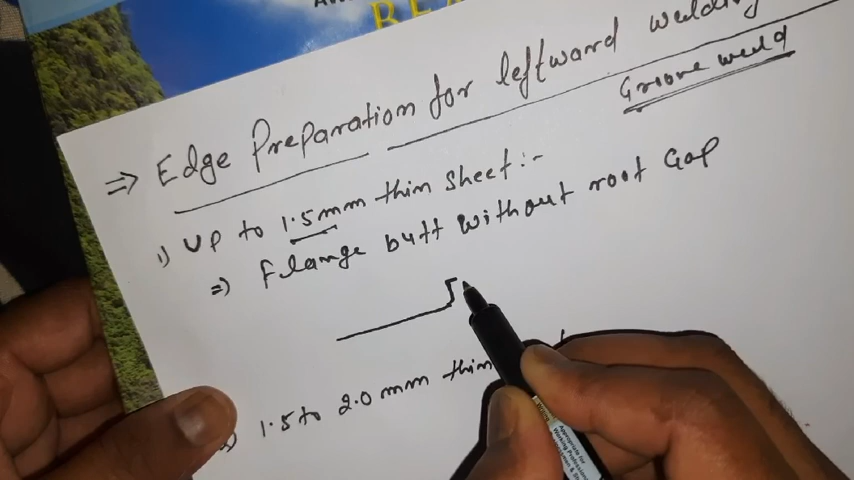 ⇒ Edge Preparation for leftward welding
Groove weld
1) UP to 1.5mm thin sheet:-
⇒ Flange butt without root Gap
1.5 to 2.0 mm thin